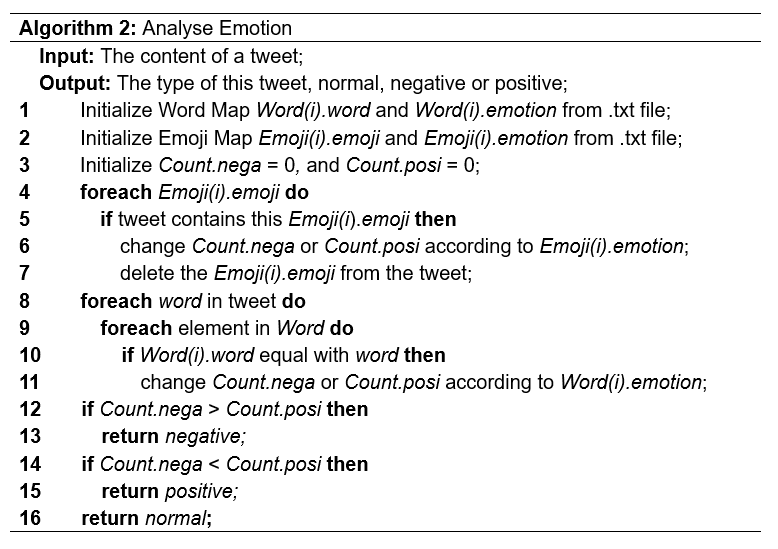 Algorithm 2: Analyse Emotion
Input: The content of a tweet;
Output: The type of this tweet, normal, negative or positive;
1 Initialize Word Map Word(i).word and Word(i).emotion from .txt file;
2 Initialize Emoji Map Emoji(i).emoji and Emoji(i).emotion from .txt file;
3 Initialize Count.nega = 0, and Count.posi = 0;
4 foreach Emoji(i).emoji do
5 if tweet contains this Emoji(i).emoji then
6 change Count.nega or Count.posi according to Emoji(i).emotion;
7 delete the Emoji(i).emoji from the tweet;
8 foreach word in tweet do
9 foreach element in Word do
10 if Word(i).word equal with word then
11 change Count.nega or Count.posi according to Word(i).emotion;
12 if Count.nega > Count.posi then
13 return negative;
14 if Count.nega < Count.posi then
15 return positive;
16 return normal;